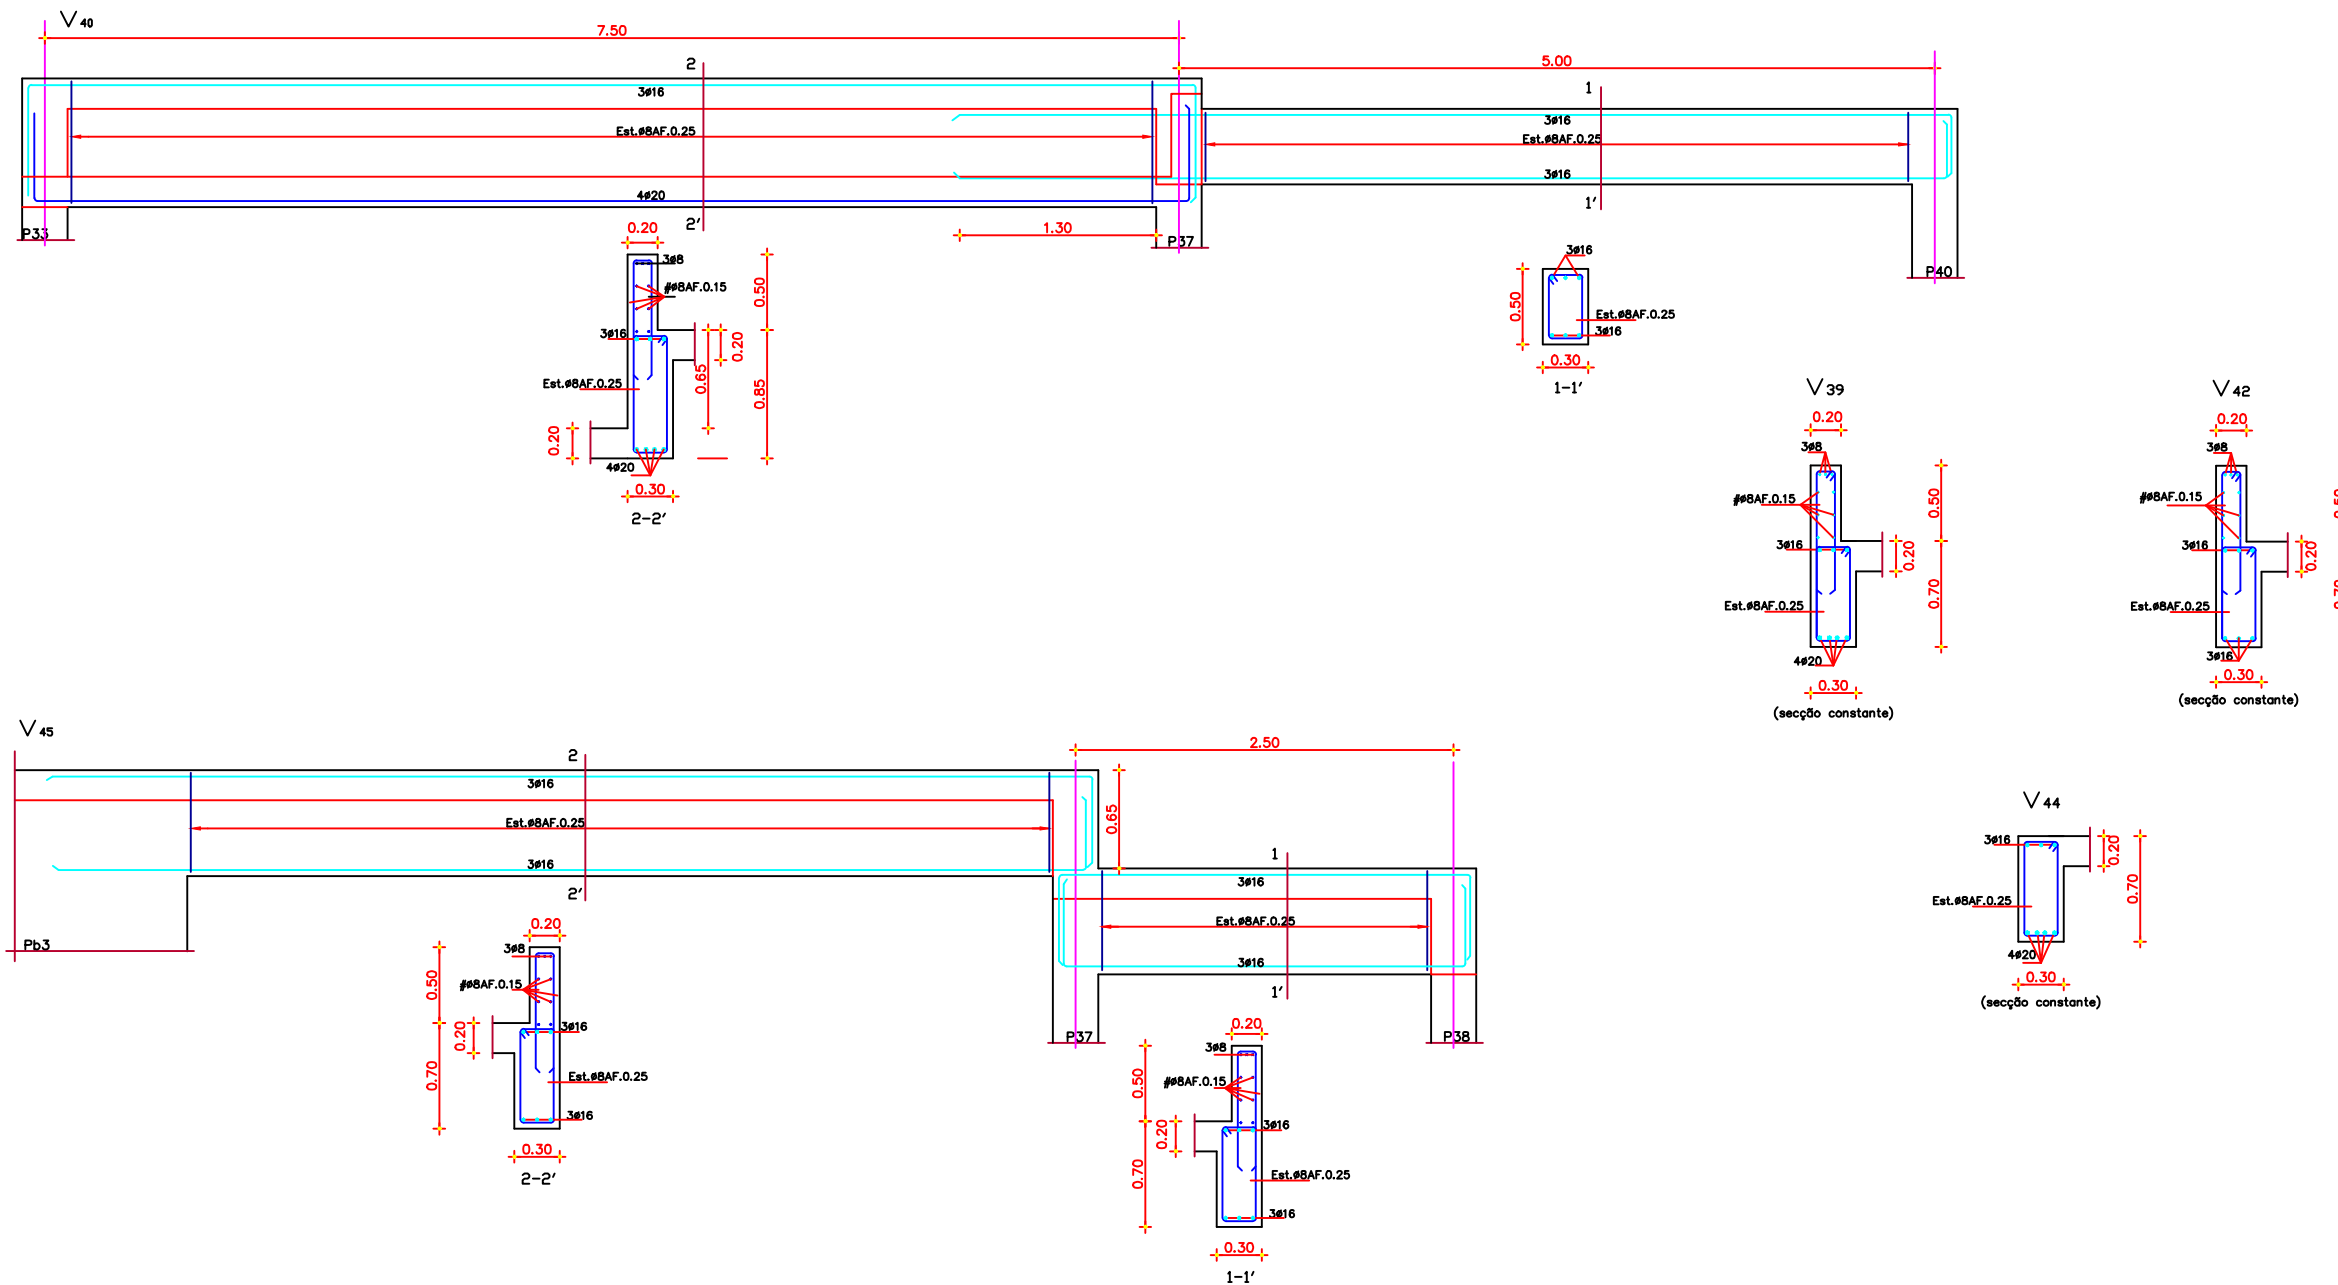 V 40
7.50
5.00
2
1
3ø16
3ø16
Est.ø8AF.0.25
Est.ø8AF.0.25
3ø16
4ø20
2'
1'
P33
P37
P40
1.30
0.20
3ø8
#ø8AF.0.15
0.50
3ø16
0.20
0.65
0.85
Est.ø8AF.0.25
0.20
4ø20
0.30
2-2'
3ø16
0.50
Est.ø8AF.0.25
3ø16
0.30
1-1'
V 39
0.20
3ø8
#ø8AF.0.15
0.50
3ø16
0.20
0.70
Est.ø8AF.0.25
4ø20
0.30
(secção constante)
V 42
0.20
3ø8
#ø8AF.0.15
0.50
3ø16
0.20
0.70
Est.ø8AF.0.25
3ø16
0.30
(secção constante)
V 45
2.50
2
3ø16
0.65
Est.ø8AF.0.25
1
3ø16
3ø16
2'
Est.ø8AF.0.25
3ø16
1'
Pb3
P37
P38
0.20
3ø8
0.50
#ø8AF.0.15
0.20
3ø16
0.70
Est.ø8AF.0.25
3ø16
0.30
2-2'
0.20
3ø8
0.50
#ø8AF.0.15
0.20
3ø16
0.70
Est.ø8AF.0.25
3ø16
0.30
1-1'
V 44
3ø16
0.20
0.70
Est.ø8AF.0.25
4ø20
0.30
(secção constante)